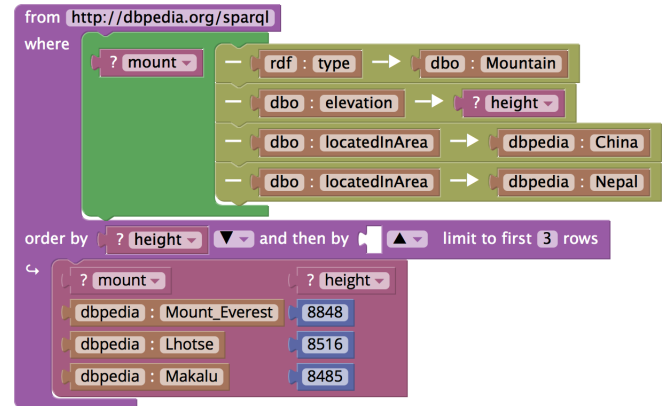 from http://dbpedia.org/sparql
where
? mount — rdf : type → dbo : Mountain
— dbo : elevation → ? height
— dbo : locatedInArea → dbpedia : China
— dbo : locatedInArea → dbpedia : Nepal
order by ? height ▼ and then by ▲ limit to first 3 rows
? mount ? height
dbpedia : Mount_Everest 8848
dbpedia : Lhotse 8516
dbpedia : Makalu 8485